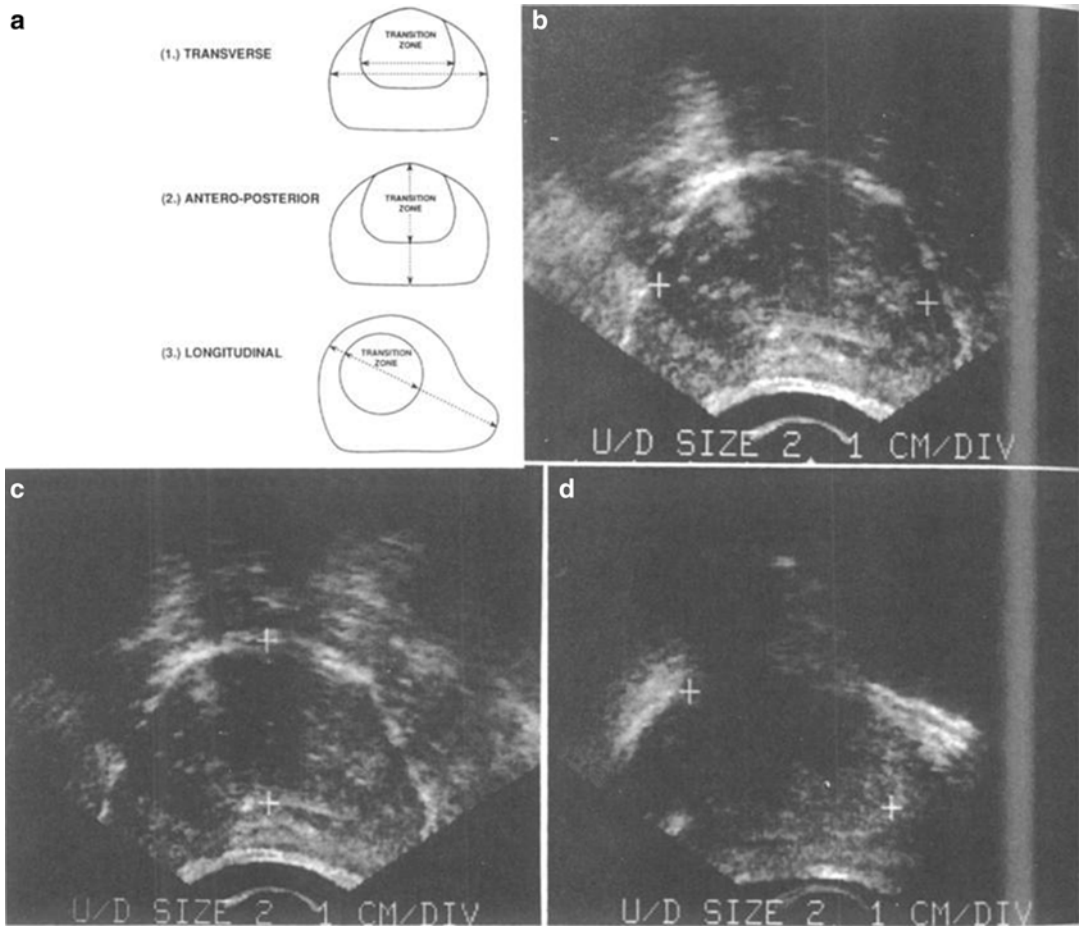 a
(1.) TRANSVERSE
TRANSITION
ZONE
(2.) ANTERO-POSTERIOR
TRANSITION
ZONE
(3.) LONGITUDINAL
TRANSITION
ZONE
b
U/D SIZE 2 1 CM/DIV
c
U/D SIZE 2 1 CM/DIV
d
U/D SIZE 2 1 CM/DIV